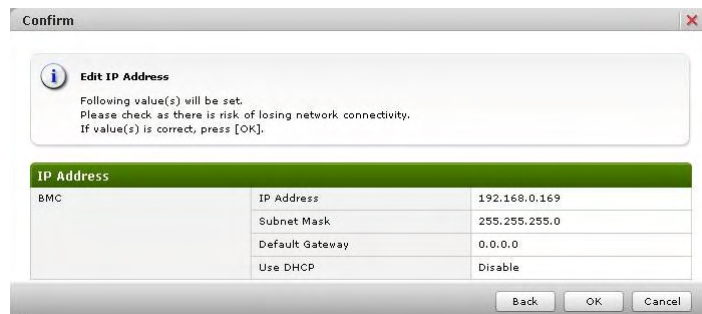 Confirm
Edit IP Address
Following value(s) will be set.
Please check as there is risk of losing network connectivity.
If value(s) is correct, press [OK].
IP Address
BMC IP Address 192.168.0.169
Subnet Mask 255.255.255.0
Default Gateway 0.0.0.0
Use DHCP Disable
Back OK Cancel